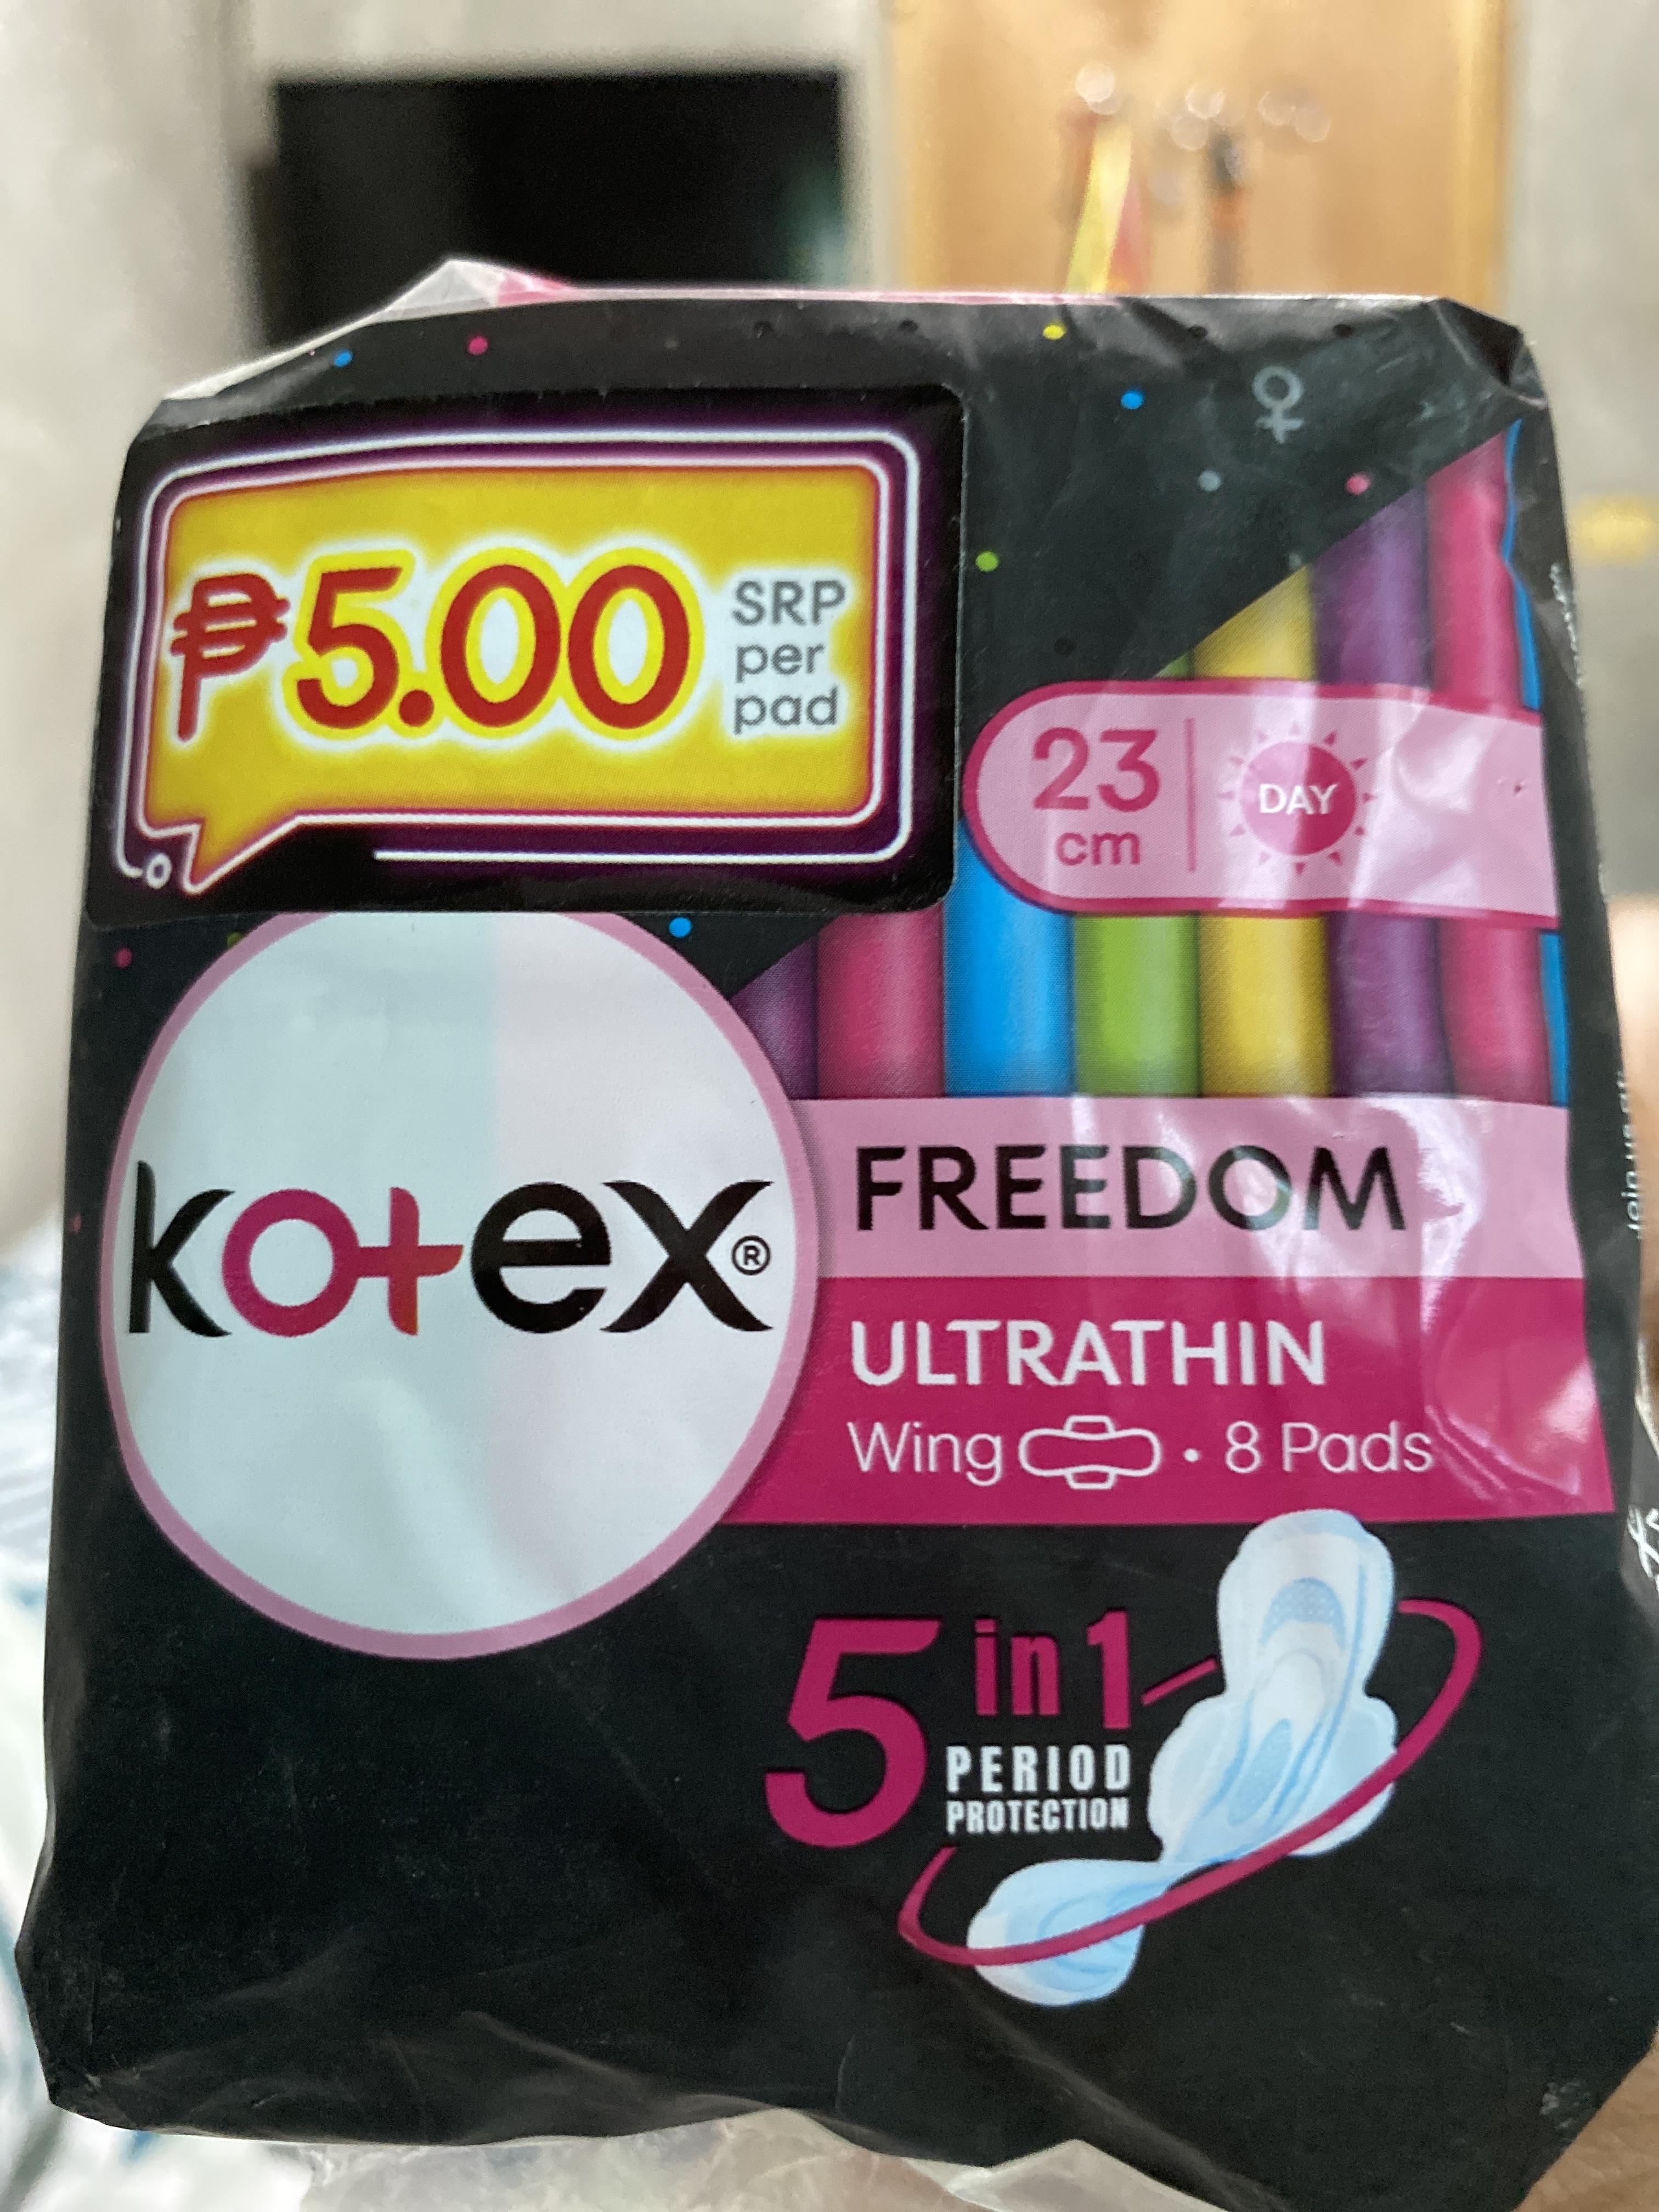 ₱5.00
SRP
per
pad
23
cm
DAY
kotex®
FREEDOM
ULTRATHIN
Wing • 8 Pads
5 in 1
PERIOD
PROTECTION